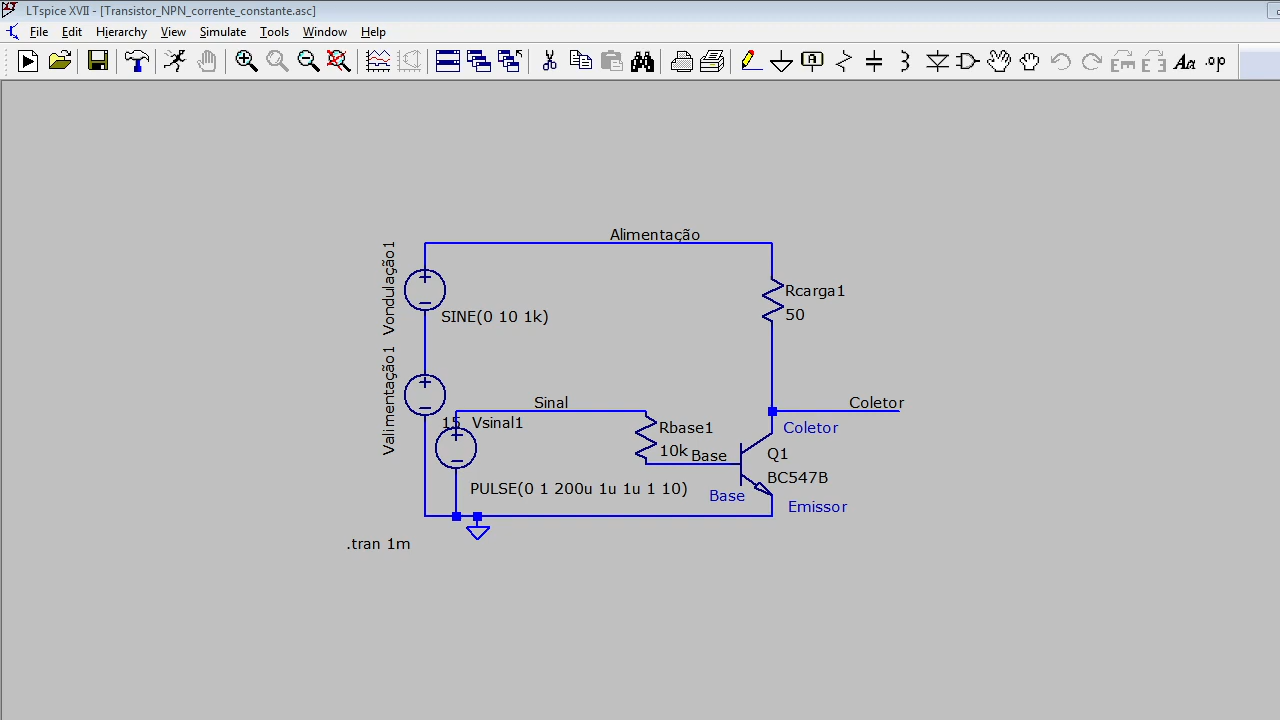 LTspice XVII - [Transistor_NPN_corrente_constante.asc]
File Edit Hierarchy View Simulate Tools Window Help
Aa .op
Alimentação
Vondulação1
SINE(0 10 1k)
Rcarga1
50
Valimentação1
15
Vsinal1
Sinal
PULSE(0 1 200u 1u 1u 1 10)
Rbase1
10k
Base
Base
Coletor
Coletor
Q1
BC547B
Emissor
.tran 1m